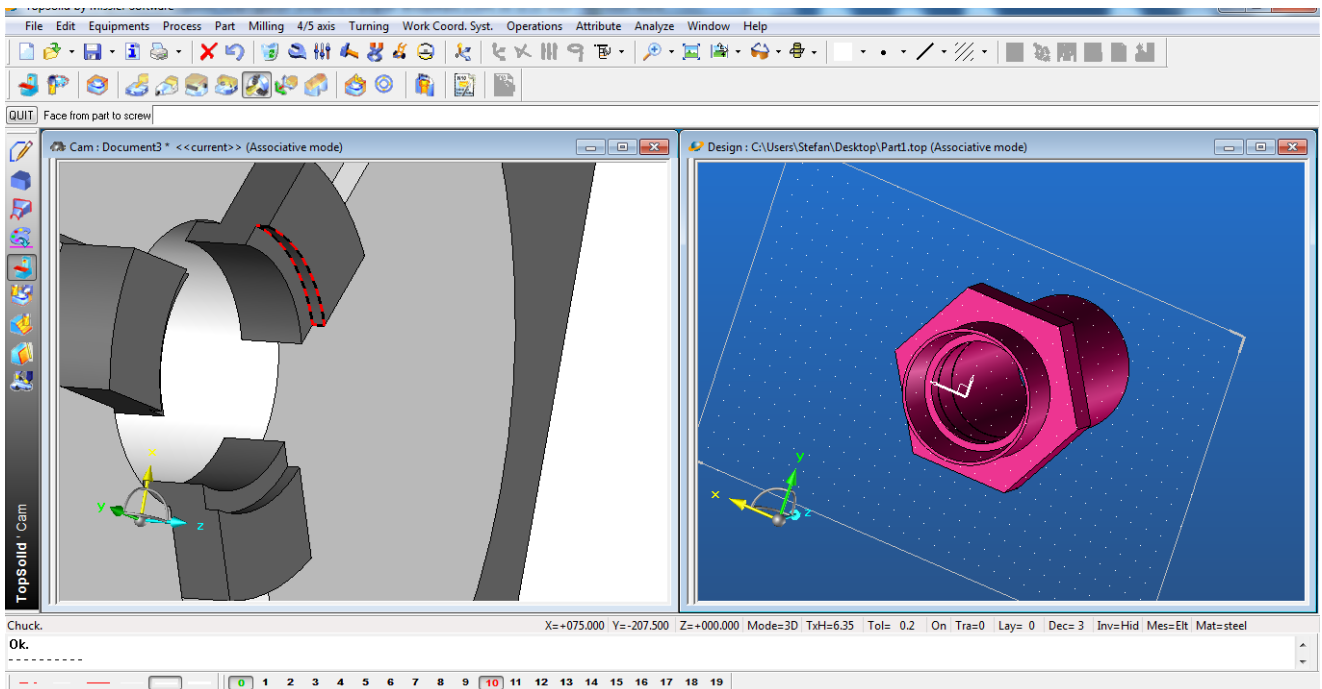 TopSolid by Missler Software
File Edit Equipments Process Part Milling 4/5 axis Turning Work Coord. Syst. Operations Attribute Analyze Window Help
QUIT Face from part to screw
Cam : Document3 * <<current>> (Associative mode)
Design : C:\Users\Stefan\Desktop\Part1.top (Associative mode)
x
y
z
y
x
z
TopSolid'Cam
Chuck.
X=+075.000 Y=-207.500 Z=+000.000 Mode=3D TxH=6.35 Tol= 0.2 On Tra=0 Lay= 0 Dec= 3 Inv=Hid Mes=Elt Mat=steel
Ok.
----------
0 1 2 3 4 5 6 7 8 9 10 11 12 13 14 15 16 17 18 19